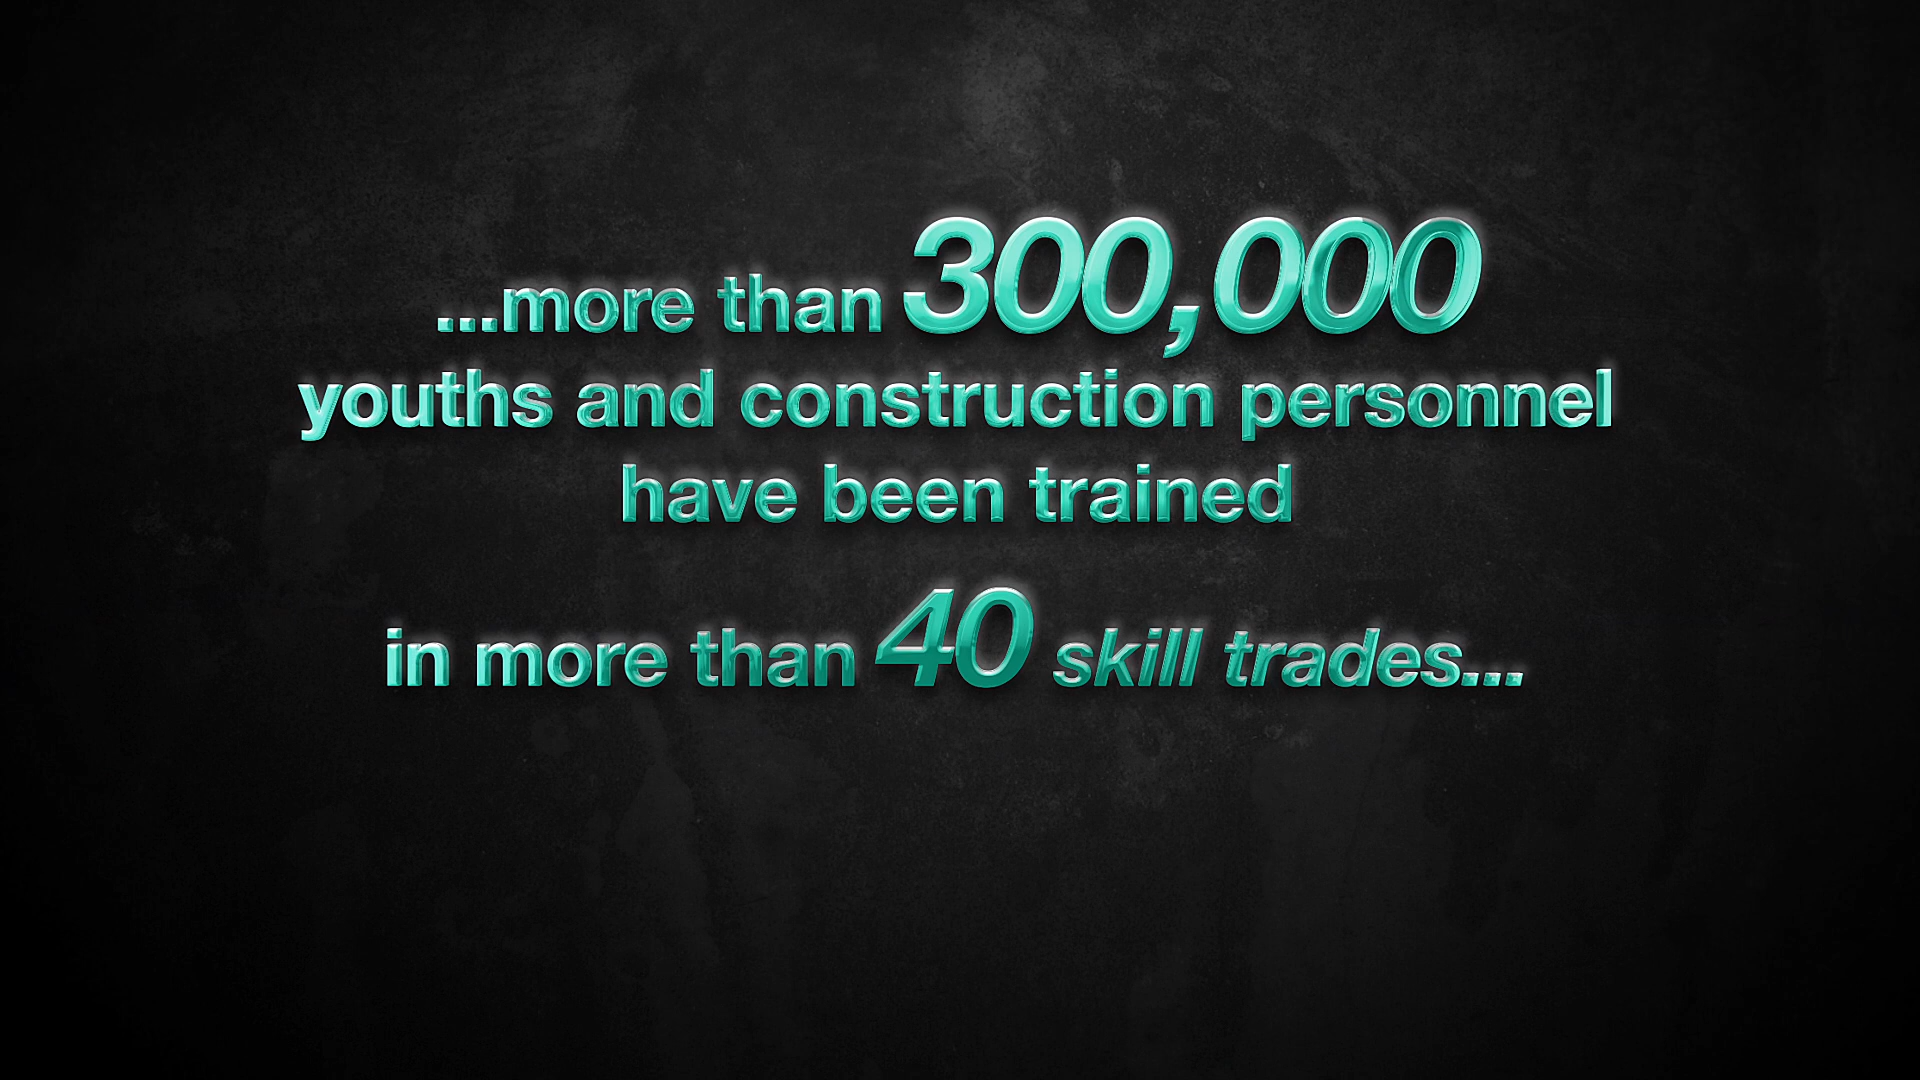 ...more than 300,000
youths and construction personnel
have been trained
in more than 40 skill trades...